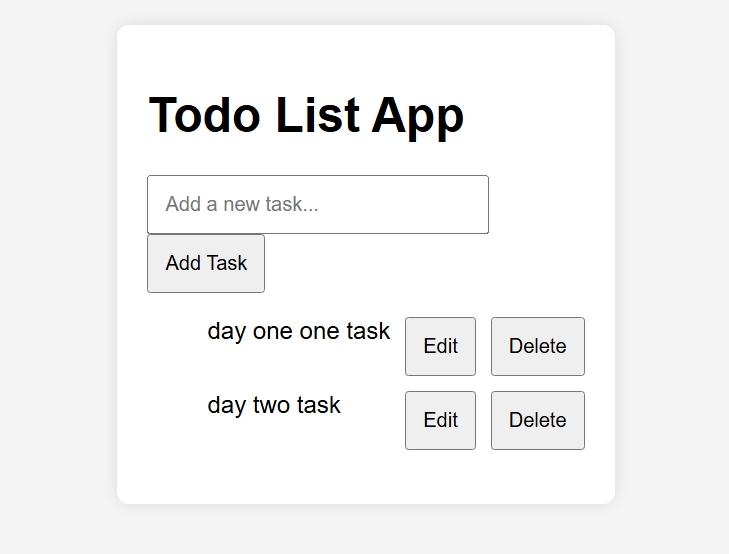 Todo List App
Add a new task...
Add Task
day one one task Edit Delete
day two task Edit Delete